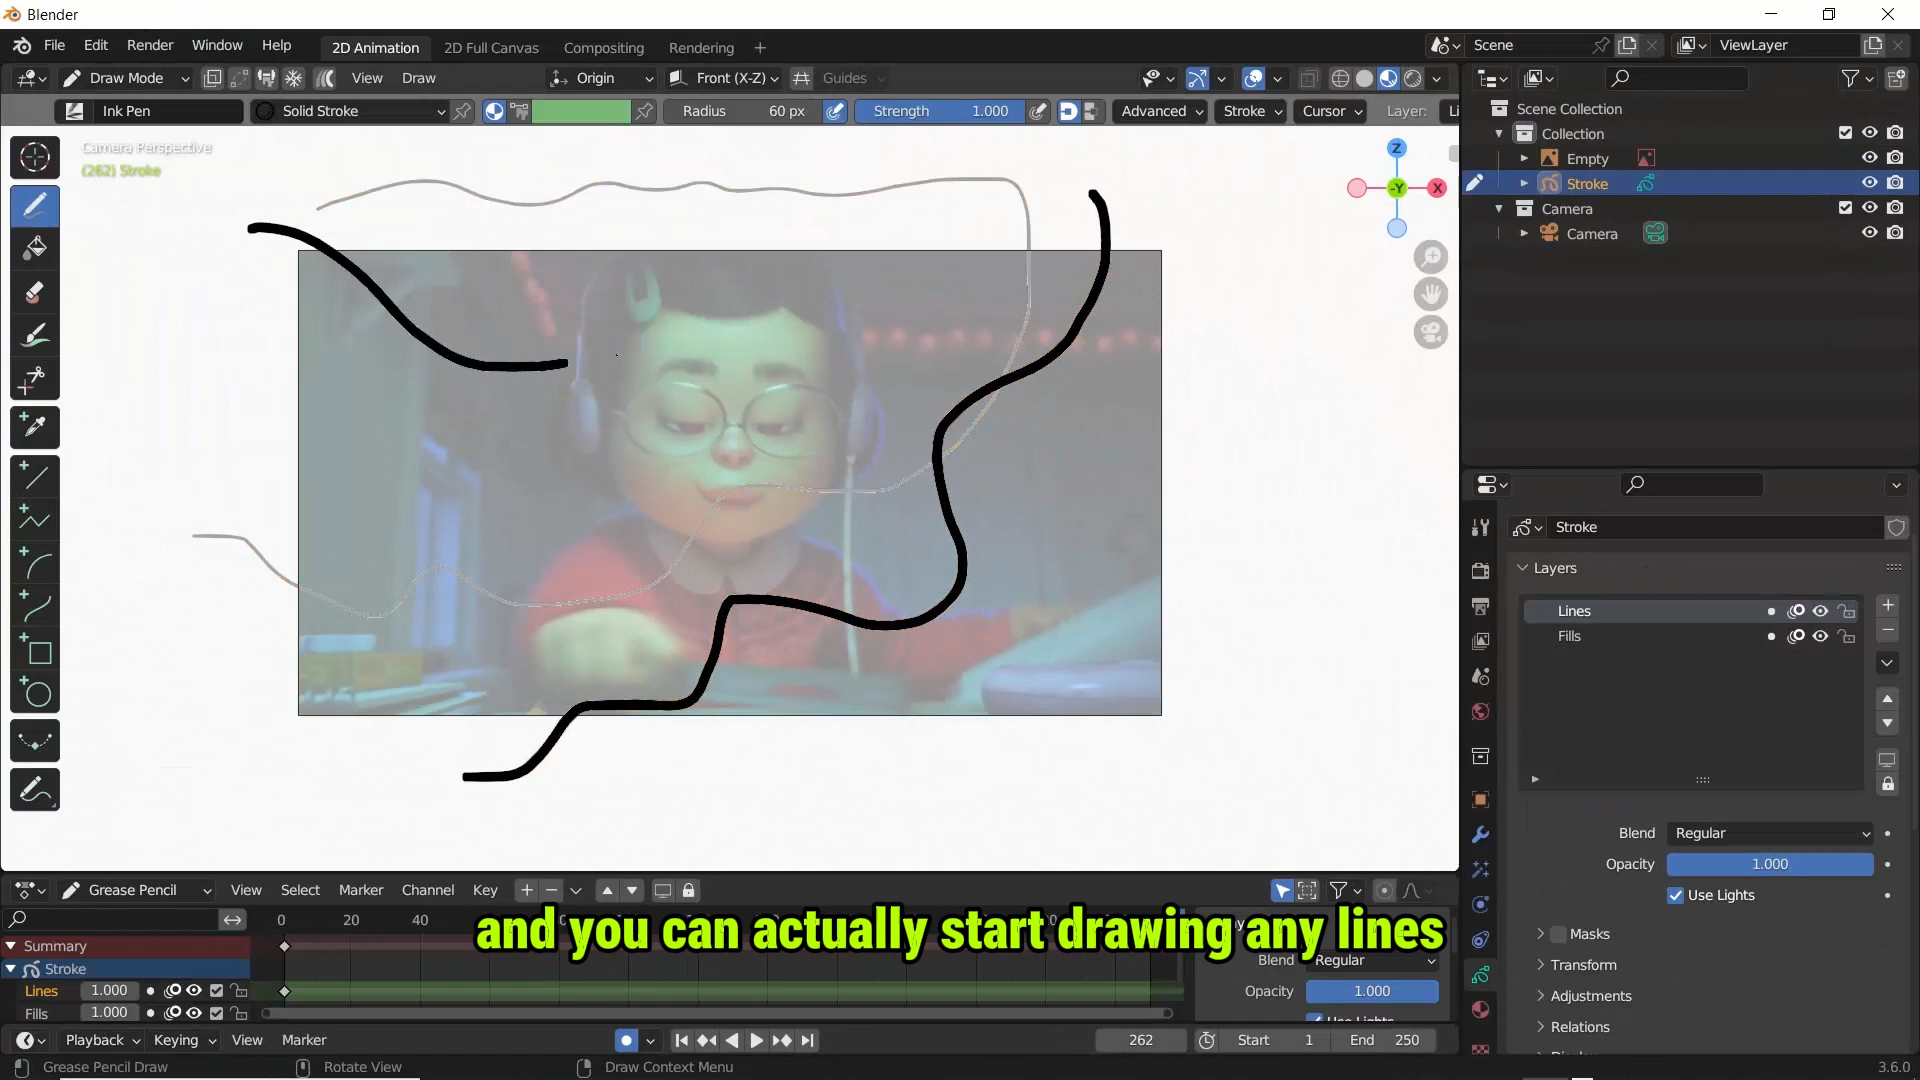 Blender
File Edit Render Window Help 2D Animation 2D Full Canvas Compositing Rendering + Scene ViewLayer
Draw Mode View Draw Origin Front (X-Z) Guides
Ink Pen Solid Stroke Radius 60 px Strength 1.000 Advanced Stroke Cursor Layer: Li
Camera Perspective
(262) Stroke
Z
-Y X
Scene Collection
Collection
Empty
Stroke
Camera
Camera
Stroke
Layers
Lines
Fills
Blend Regular
Opacity 1.000
Use Lights
Masks
Transform
Adjustments
Relations
Grease Pencil View Select Marker Channel Key
0 20 40
and you can actually start drawing any lines
Summary
Stroke
Lines 1.000
Fills 1.000
Blend Regular
Opacity 1.000
Use Lights
Playback Keying View Marker 262 Start 1 End 250
Grease Pencil Draw Rotate View Draw Context Menu 3.6.0